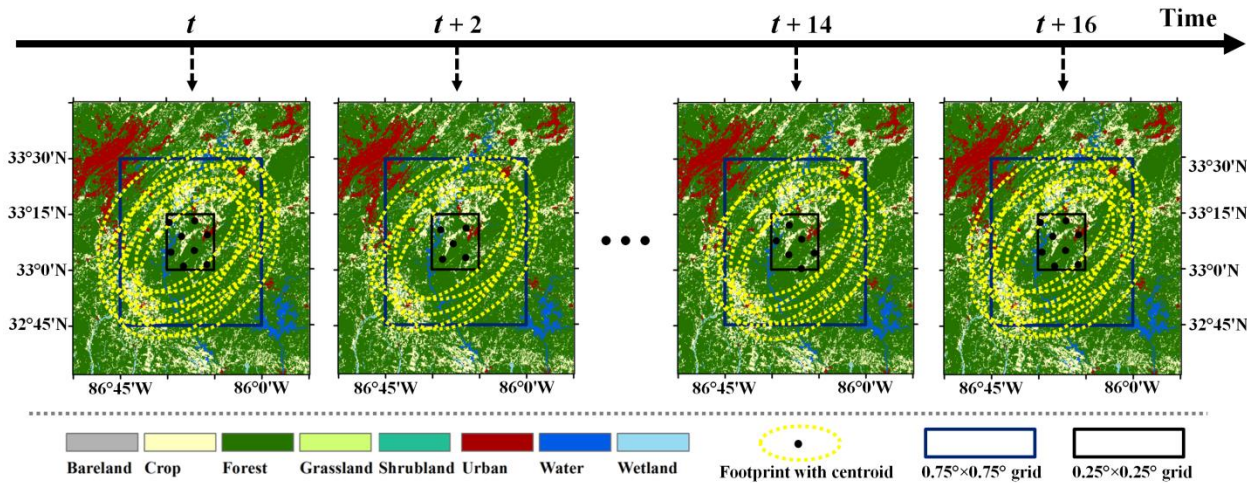 t
t + 2
t + 14
t + 16
Time
33°30'N
33°15'N
33°0'N
32°45'N
33°30'N
33°15'N
33°0'N
32°45'N
86°45'W
86°0'W
86°45'W
86°0'W
86°45'W
86°0'W
86°45'W
86°0'W
Bareland
Crop
Forest
Grassland
Shrubland
Urban
Water
Wetland
Footprint with centroid
0.75°×0.75° grid
0.25°×0.25° grid